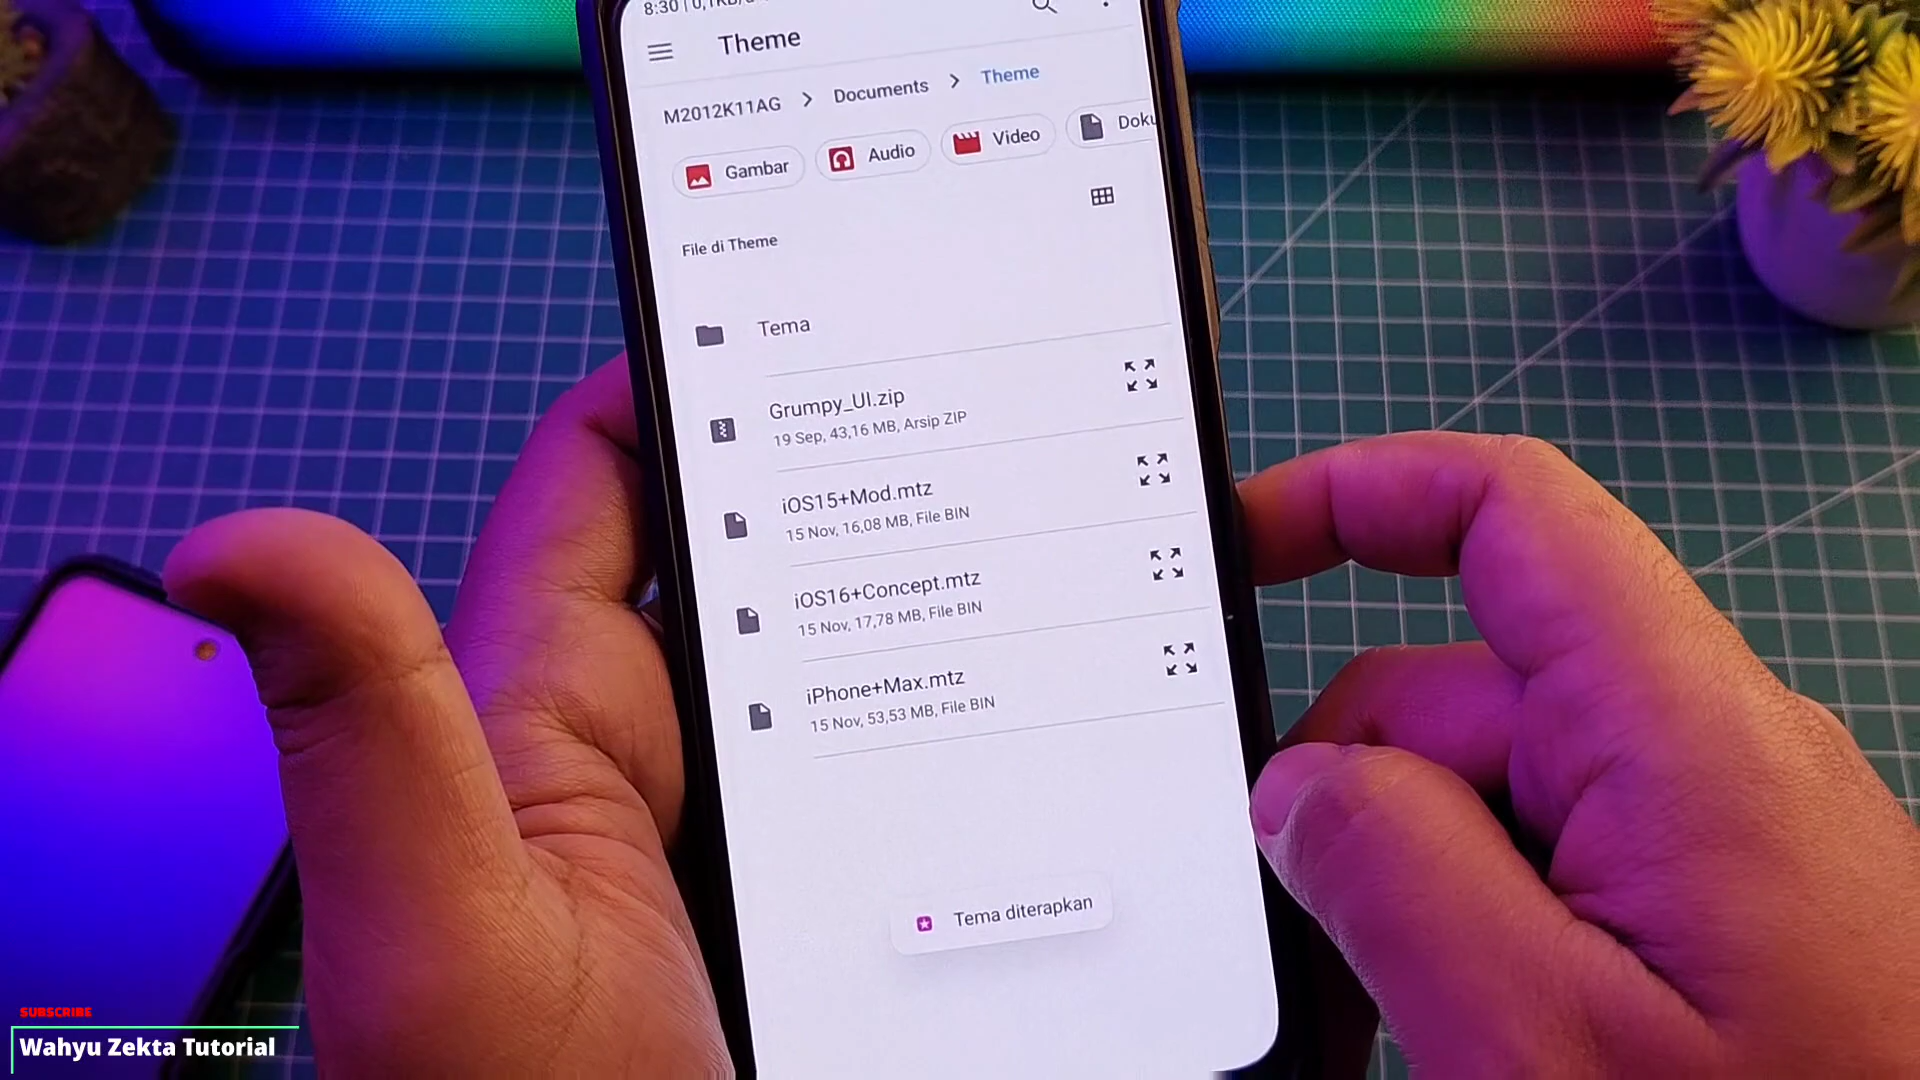 8:30
Theme
M2012K11AG > Documents > Theme
Gambar Audio Video Doku
File di Theme
Tema
Grumpy_UI.zip
19 Sep, 43,16 MB, Arsip ZIP
iOS15+Mod.mtz
15 Nov, 16,08 MB, File BIN
iOS16+Concept.mtz
15 Nov, 17,78 MB, File BIN
iPhone+Max.mtz
15 Nov, 53,53 MB, File BIN
Tema diterapkan
SUBSCRIBE
Wahyu Zekta Tutorial